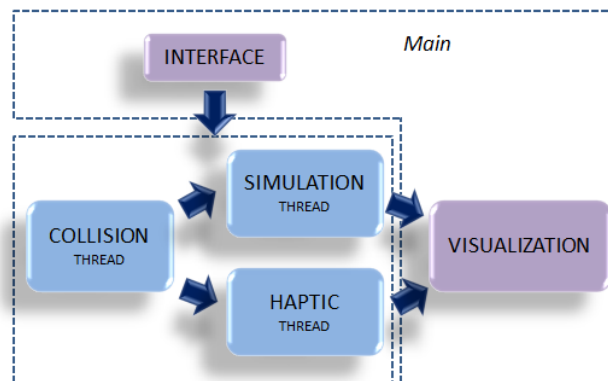 Main
INTERFACE
SIMULATION
THREAD
COLLISION
THREAD
VISUALIZATION
HAPTIC
THREAD